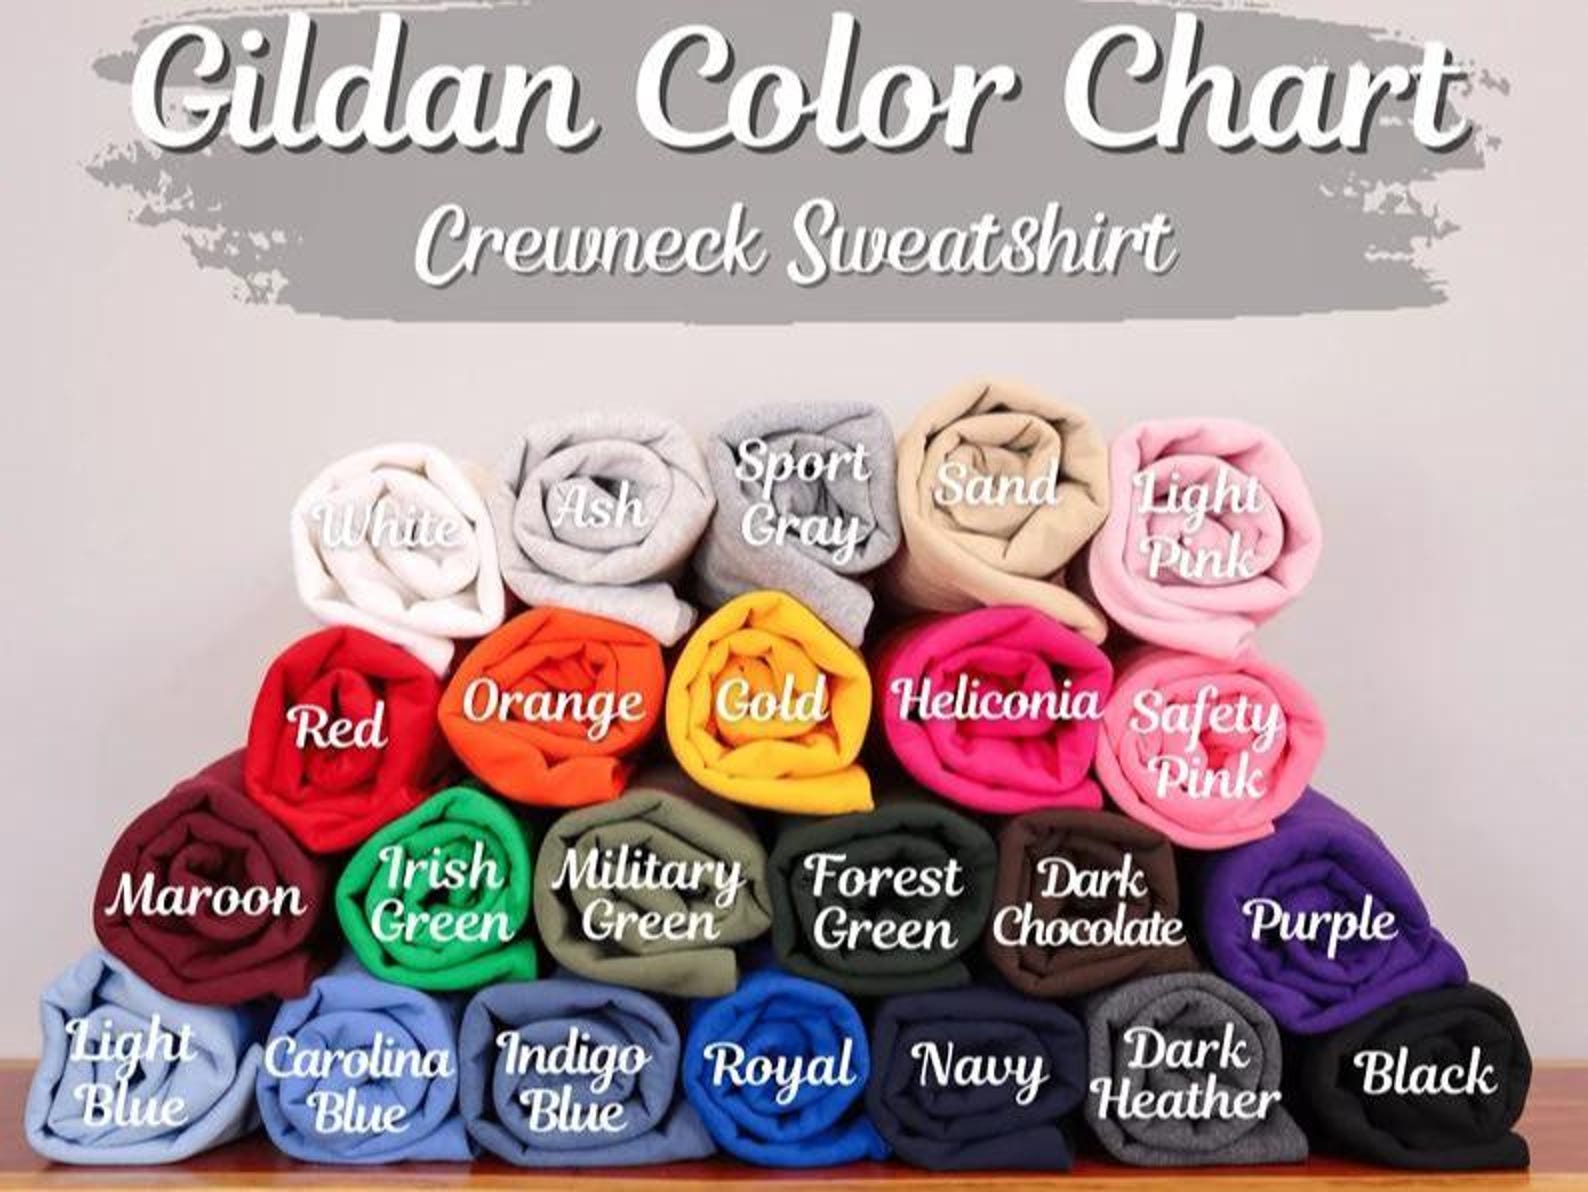 Gildan Color Chart
Crewneck Sweatshirt
White
Ash
Sport
Gray
Sand
Light
Pink
Red
Orange
Gold
Heliconia
Safety
Pink
Maroon
Irish
Green
Military
Green
Forest
Green
Dark
Chocolate
Purple
Light
Blue
Carolina
Blue
Indigo
Blue
Royal
Navy
Dark
Heather
Black